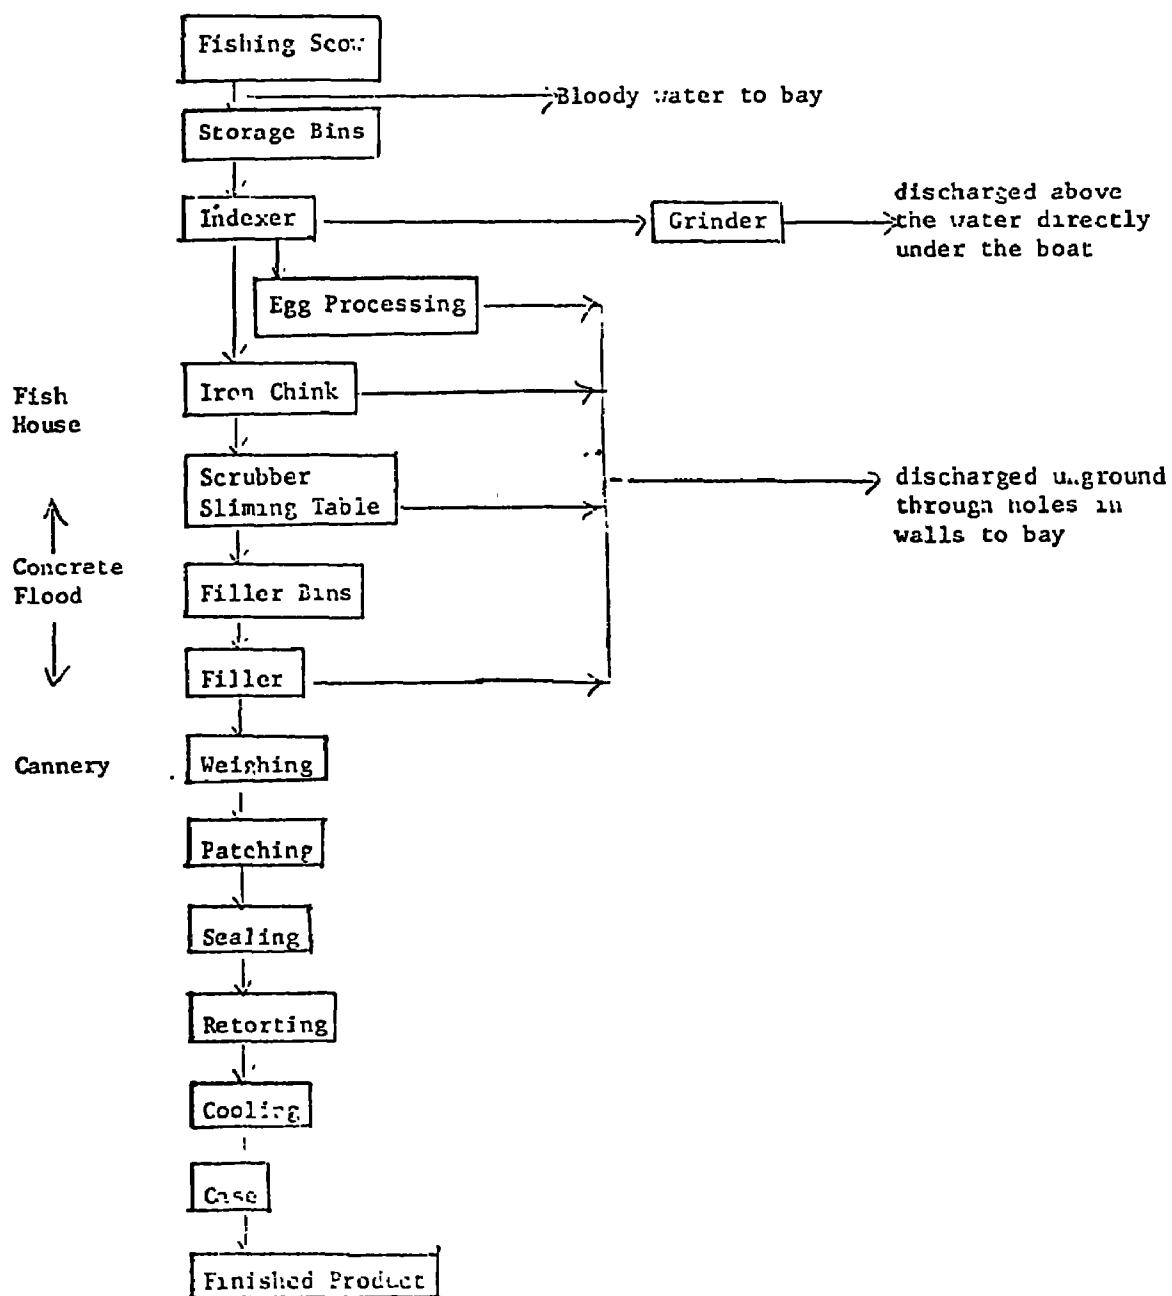 Fishing Scow
Bloody water to bay
Storage Bins
Indexer
Grinder
discharged above
the water directly
under the boat
Egg Processing
Iron Chink
Fish
House
Scrubber
Sliming Table
discharged unground
through holes in
walls to bay
Concrete
Flood
Filler Bins
Filler
Cannery
Weighing
Patching
Sealing
Retorting
Cooling
Case
Finished Product